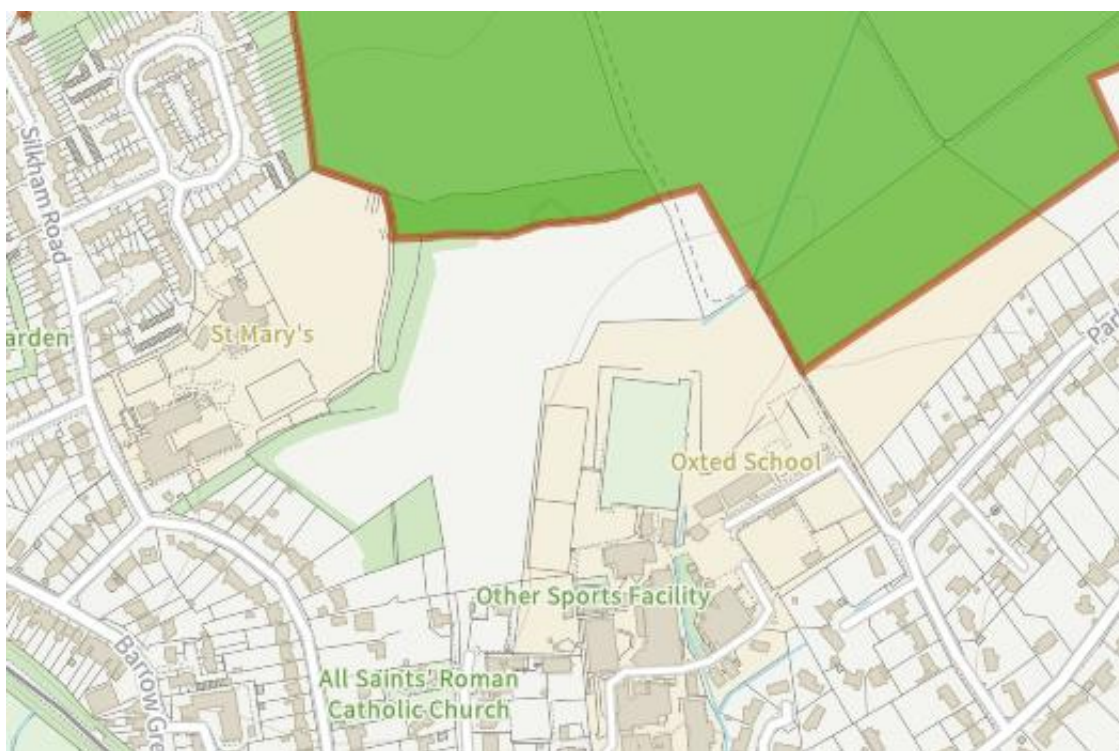 Silkham Road
St Mary's
arden
Oxted School
Other Sports Facility
All Saints' Roman
Catholic Church
Barrow Gre
Par